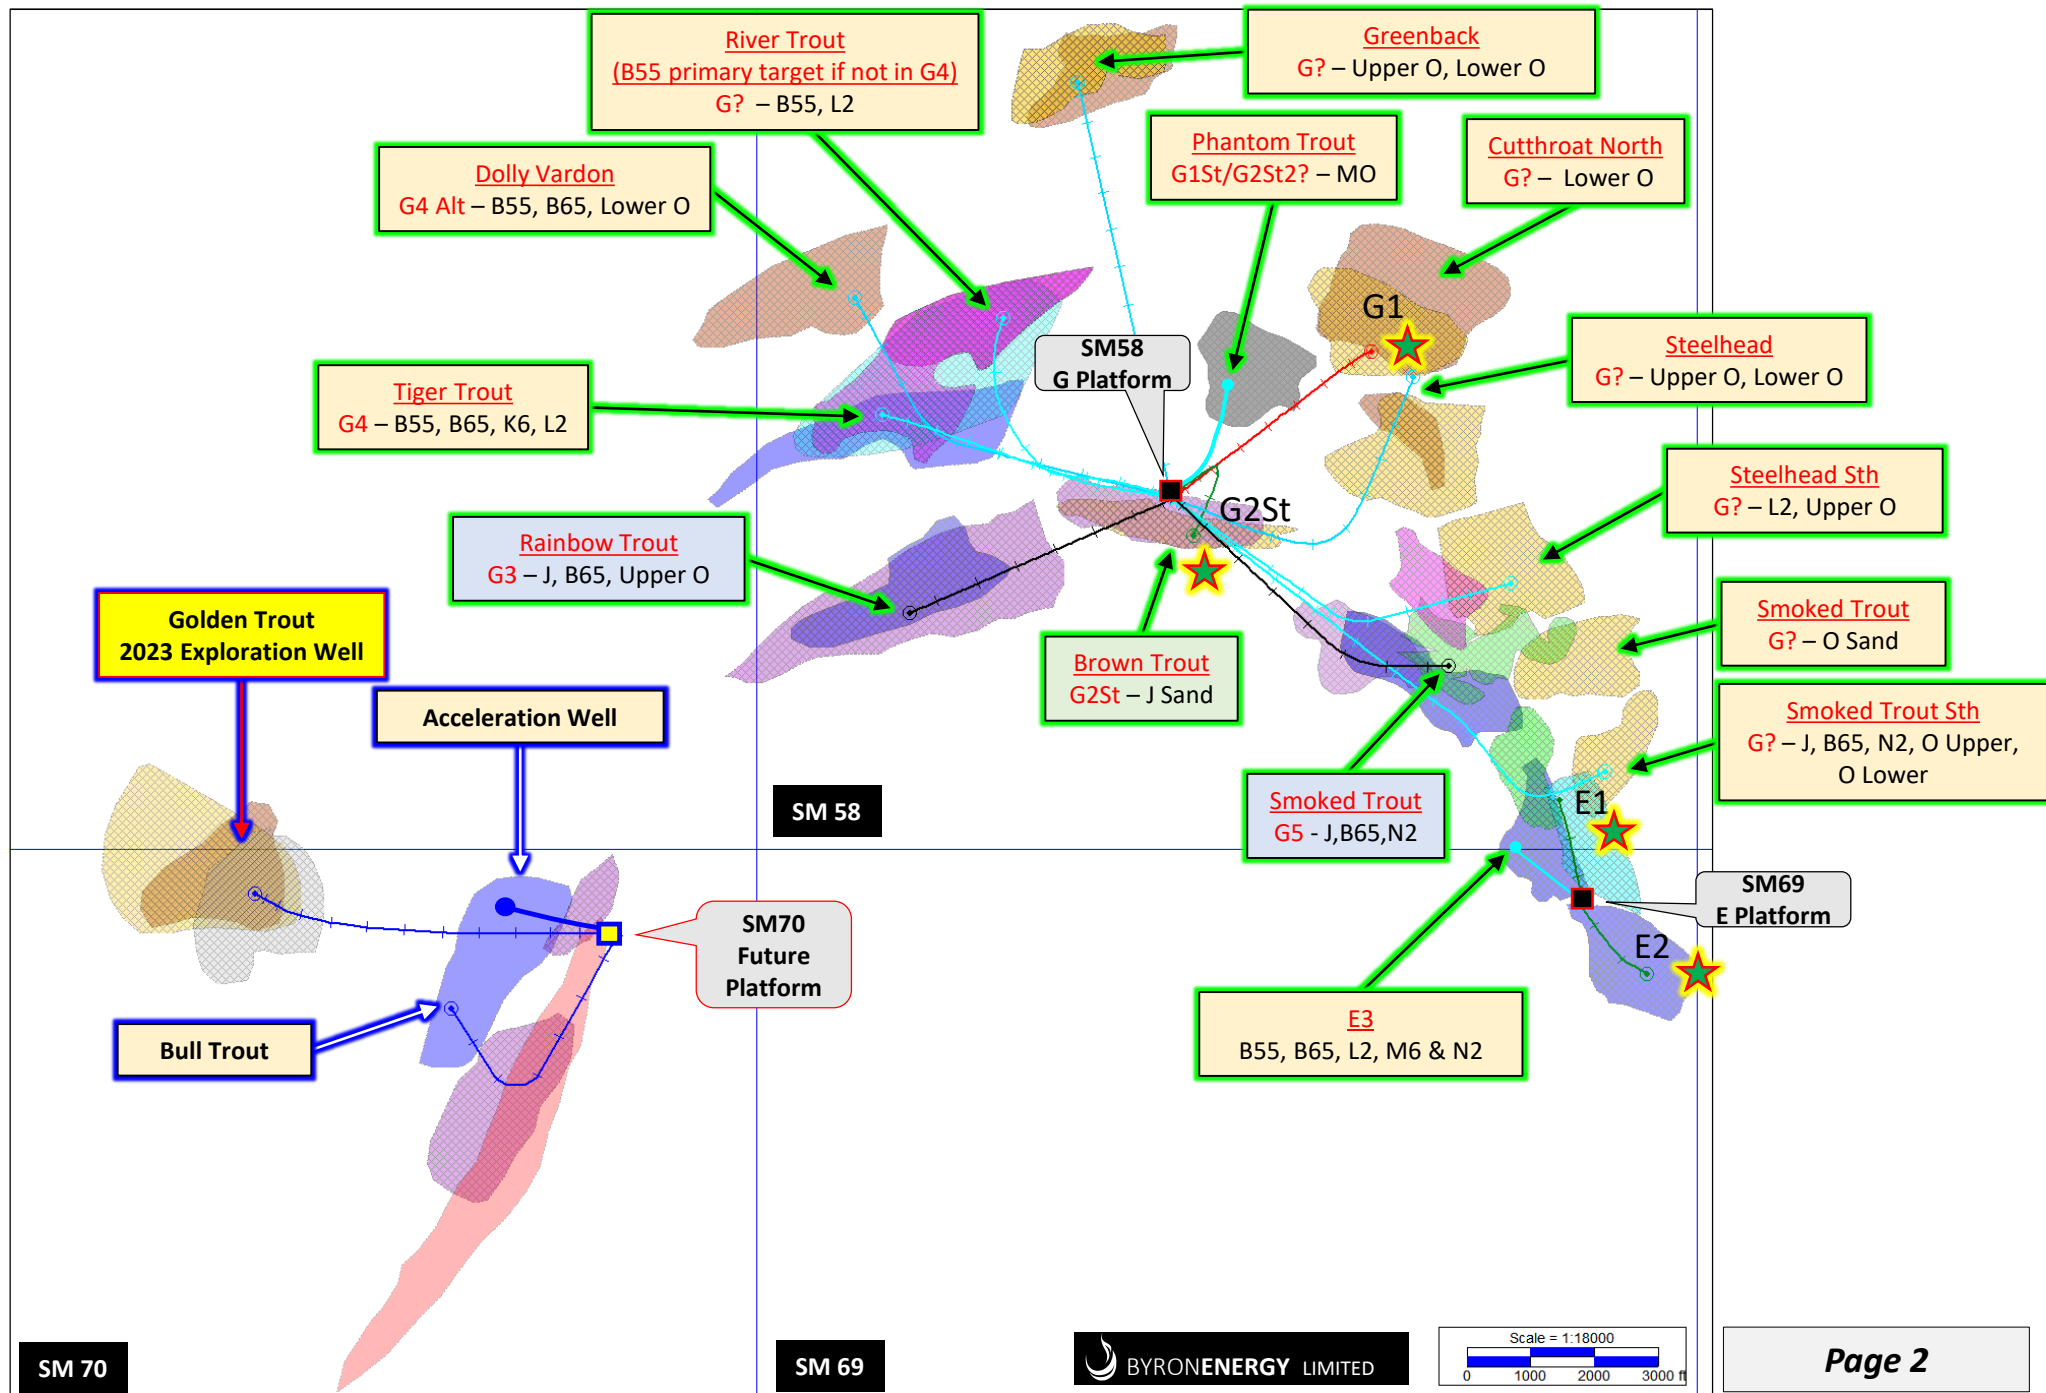 River Trout
(B55 primary target if not in G4)
G? – B55, L2
Greenback
G? – Upper O, Lower O
Phantom Trout
G1St/G2St2? – MO
Cutthroat North
G? – Lower O
Dolly Vardon
G4 Alt – B55, B65, Lower O
G1
SM58
G Platform
Steelhead
G? – Upper O, Lower O
Tiger Trout
G4 – B55, B65, K6, L2
Steelhead Sth
G? – L2, Upper O
G2St
Rainbow Trout
G3 – J, B65, Upper O
Golden Trout
2023 Exploration Well
Smoked Trout
G? – O Sand
Brown Trout
G2St – J Sand
Acceleration Well
Smoked Trout Sth
G? – J, B65, N2, O Upper,
O Lower
SM 58
Smoked Trout
G5 - J,B65,N2
E1
SM69
E Platform
SM70
Future
Platform
E2
Bull Trout
E3
B55, B65, L2, M6 & N2
SM 70
SM 69
BYRONENERGY LIMITED
Scale = 1:18000
0 1000 2000 3000 ft
Page 2